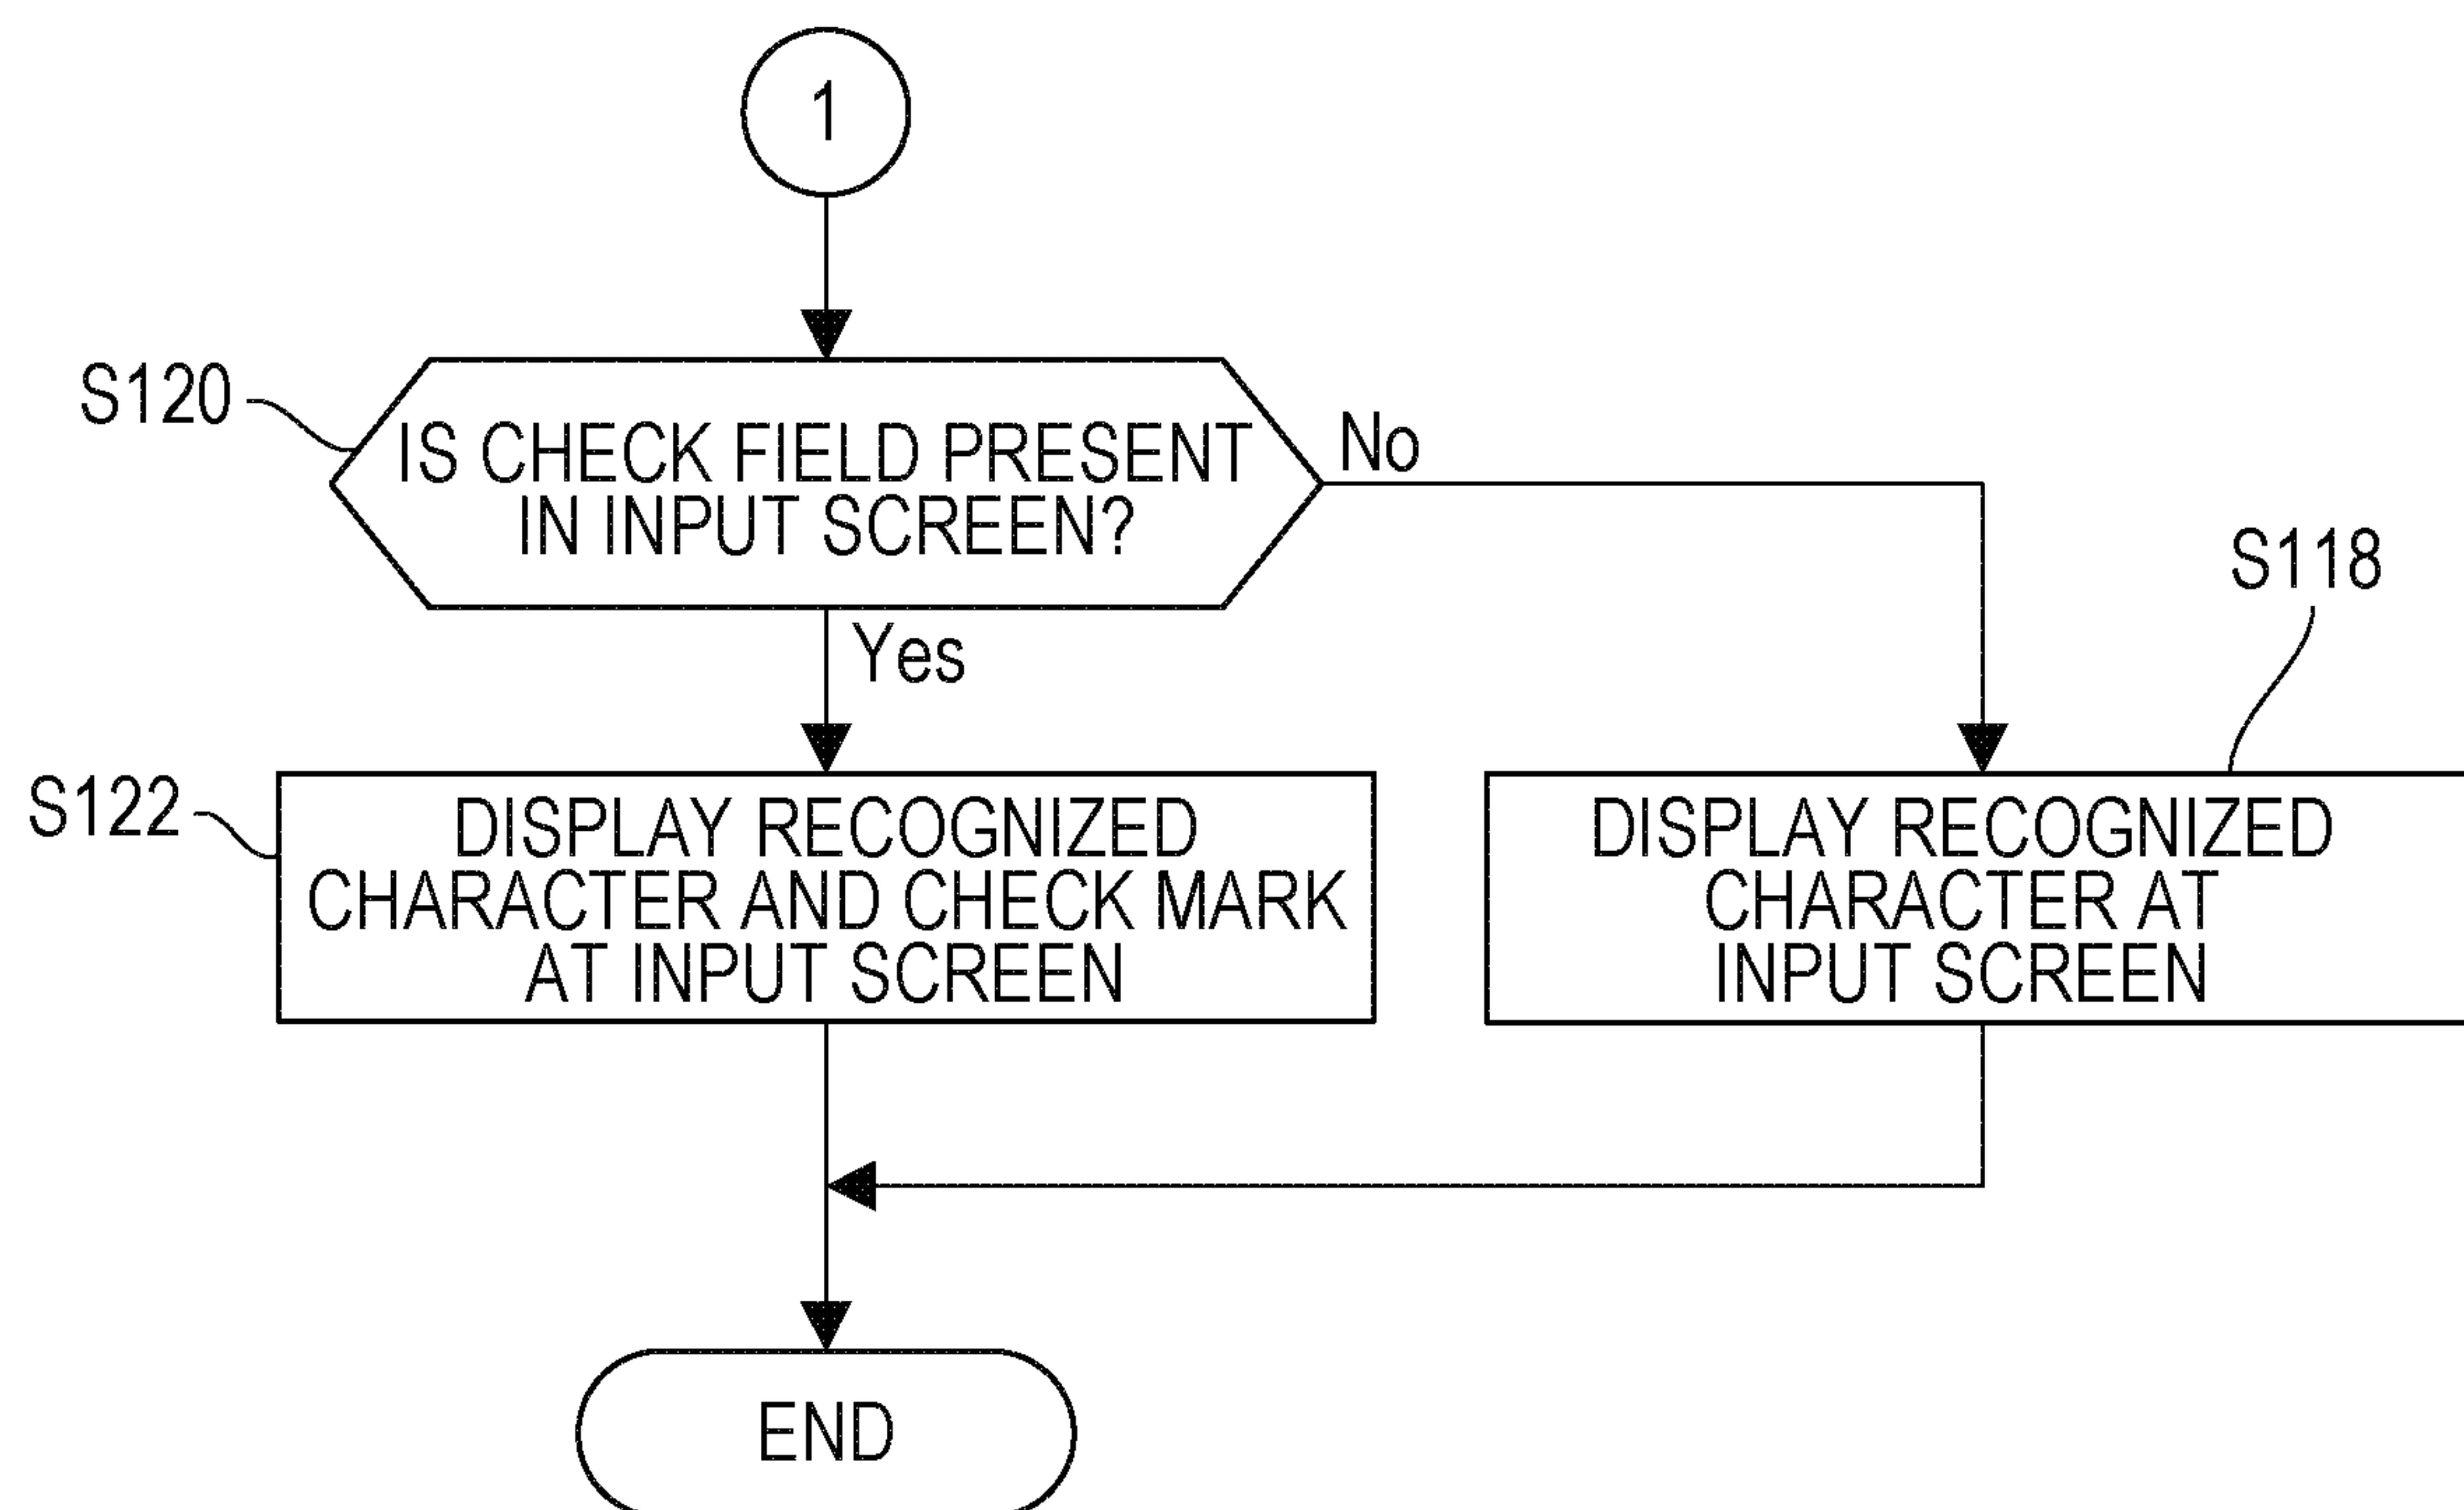 1
S120
IS CHECK FIELD PRESENT
IN INPUT SCREEN?
No
Yes
S118
S122
DISPLAY RECOGNIZED
CHARACTER AND CHECK MARK
AT INPUT SCREEN
DISPLAY RECOGNIZED
CHARACTER AT
INPUT SCREEN
END